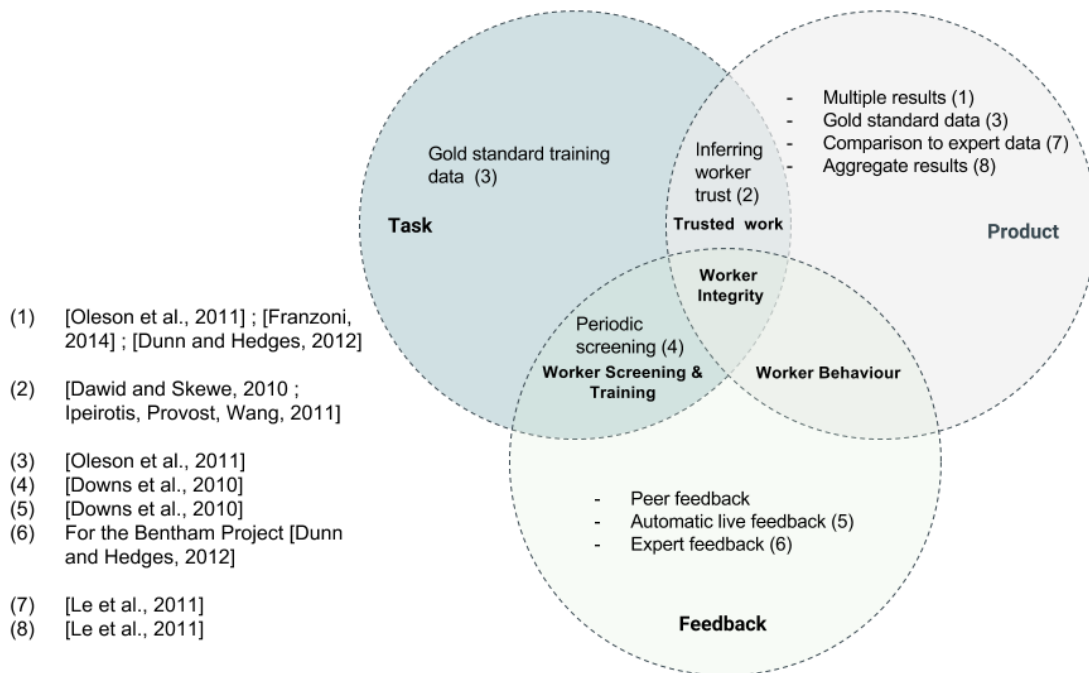 Gold standard training
data (3)
Task
Inferring
worker
trust (2)
Trusted work
- Multiple results (1)
- Gold standard data (3)
- Comparison to expert data (7)
- Aggregate results (8)
Product
Worker
Integrity
Periodic
screening (4)
Worker Screening &
Training
Worker Behaviour
- Peer feedback
- Automatic live feedback (5)
- Expert feedback (6)
Feedback
(1) [Oleson et al., 2011] ; [Franzoni,
2014] ; [Dunn and Hedges, 2012]
(2) [Dawid and Skewe, 2010 ;
Ipeirotis, Provost, Wang, 2011]
(3) [Oleson et al., 2011]
(4) [Downs et al., 2010]
(5) [Downs et al., 2010]
(6) For the Bentham Project [Dunn
and Hedges, 2012]
(7) [Le et al., 2011]
(8) [Le et al., 2011]